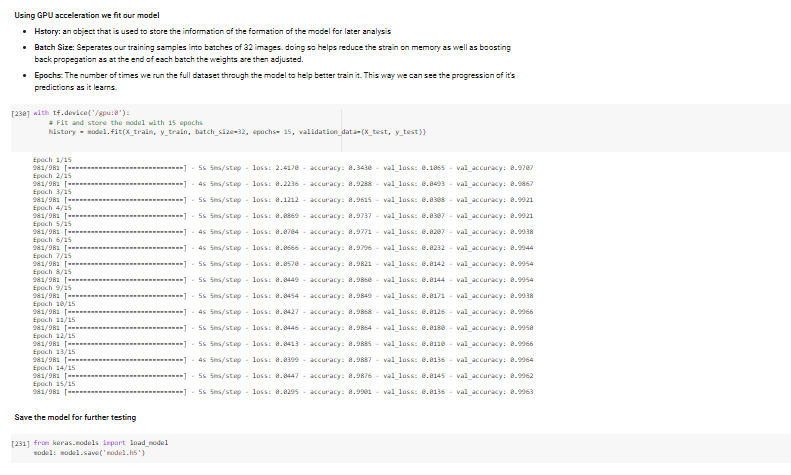 Using GPU acceleration we fit our model
• Hstory: an object that is used to store the information of the formation of the model for later analysis
• Batch Size: Seperates our training samples into batches of 32 images. doing so helps reduce the strain on memory as well as boosting
back propegation as at the end of each batch the weights are then adjusted.
• Epochs: The number of times we run the full dataset through the model to help better train it. This way we can see the progression of it's
predictions as it learns.
[230] with tf.device('/gpu:0'):
# Fit and store the model with 15 epochs
history = model.fit(X_train, y_train, batch_size=32, epochs= 15, validation_data=(X_test, y_test))
Epoch 1/15
981/981 [==============================] - 5s 5ms/step - loss: 2.4170 - accuracy: 0.3430 - val_loss: 0.1065 - val_accuracy: 0.9707
Epoch 2/15
981/981 [==============================] - 4s 5ms/step - loss: 0.2236 - accuracy: 0.9288 - val_loss: 0.0493 - val_accuracy: 0.9867
Epoch 3/15
981/981 [==============================] - 5s 5ms/step - loss: 0.1212 - accuracy: 0.9615 - val_loss: 0.0308 - val_accuracy: 0.9921
Epoch 4/15
981/981 [==============================] - 5s 5ms/step - loss: 0.0869 - accuracy: 0.9737 - val_loss: 0.0307 - val_accuracy: 0.9921
Epoch 5/15
981/981 [==============================] - 4s 5ms/step - loss: 0.0704 - accuracy: 0.9771 - val_loss: 0.0207 - val_accuracy: 0.9938
Epoch 6/15
981/981 [==============================] - 4s 5ms/step - loss: 0.0666 - accuracy: 0.9796 - val_loss: 0.0232 - val_accuracy: 0.9944
Epoch 7/15
981/981 [==============================] - 5s 5ms/step - loss: 0.0570 - accuracy: 0.9821 - val_loss: 0.0142 - val_accuracy: 0.9954
Epoch 8/15
981/981 [==============================] - 5s 5ms/step - loss: 0.0449 - accuracy: 0.9860 - val_loss: 0.0144 - val_accuracy: 0.9954
Epoch 9/15
981/981 [==============================] - 5s 5ms/step - loss: 0.0454 - accuracy: 0.9849 - val_loss: 0.0171 - val_accuracy: 0.9938
Epoch 10/15
981/981 [==============================] - 4s 5ms/step - loss: 0.0427 - accuracy: 0.9868 - val_loss: 0.0126 - val_accuracy: 0.9966
Epoch 11/15
981/981 [==============================] - 5s 5ms/step - loss: 0.0446 - accuracy: 0.9864 - val_loss: 0.0180 - val_accuracy: 0.9950
Epoch 12/15
981/981 [==============================] - 5s 5ms/step - loss: 0.0413 - accuracy: 0.9885 - val_loss: 0.0110 - val_accuracy: 0.9966
Epoch 13/15
981/981 [==============================] - 4s 5ms/step - loss: 0.0399 - accuracy: 0.9887 - val_loss: 0.0136 - val_accuracy: 0.9964
Epoch 14/15
981/981 [==============================] - 5s 5ms/step - loss: 0.0447 - accuracy: 0.9876 - val_loss: 0.0145 - val_accuracy: 0.9962
Epoch 15/15
981/981 [==============================] - 5s 5ms/step - loss: 0.0295 - accuracy: 0.9901 - val_loss: 0.0136 - val_accuracy: 0.9963
Save the model for further testing
[231] from keras.models import load_model
model: model.save('model.h5')